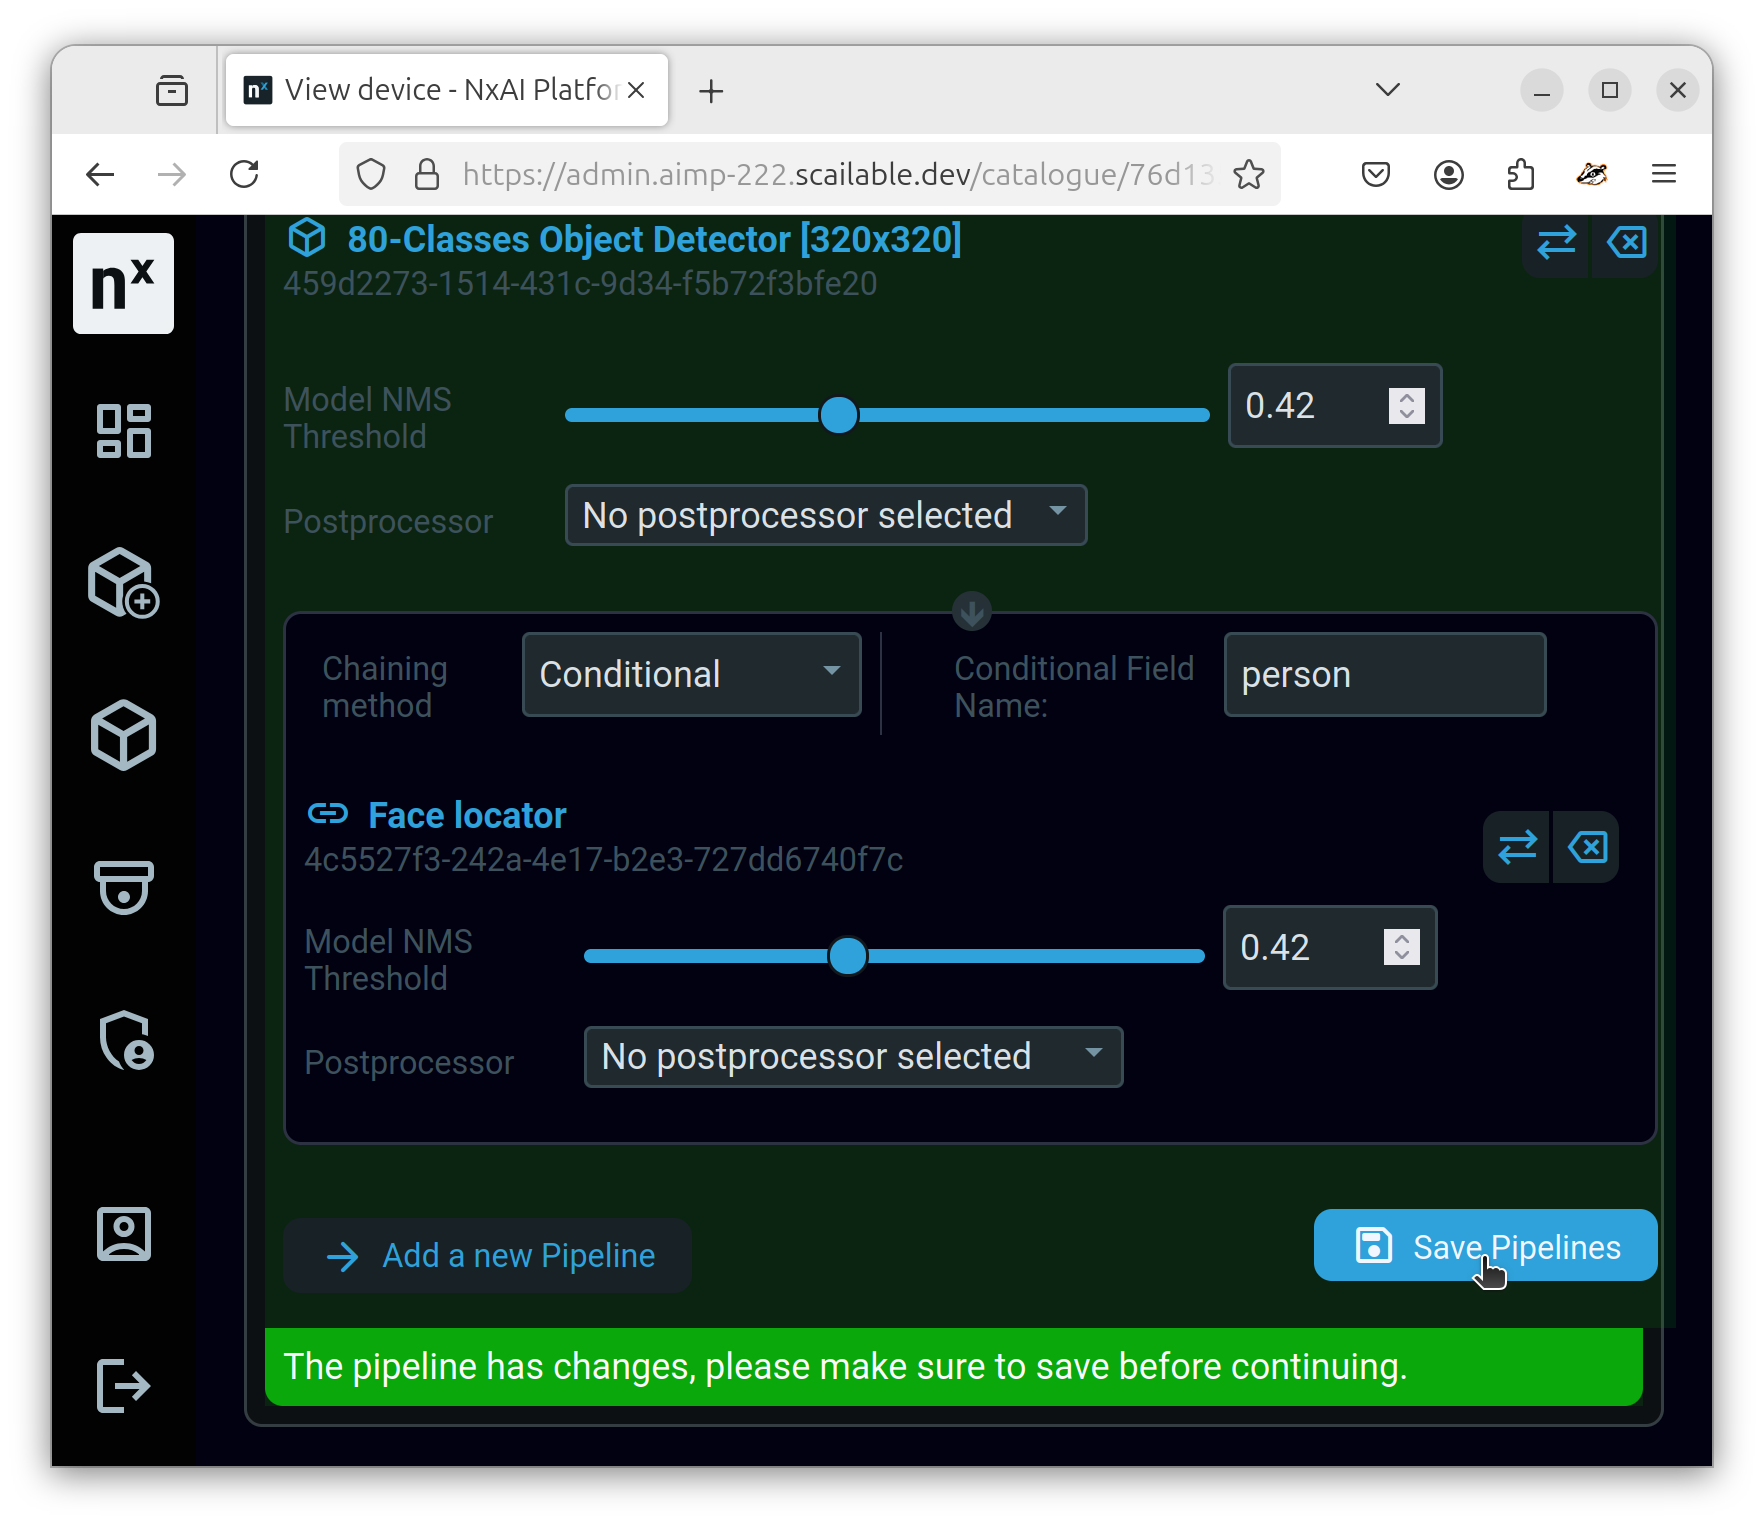 nx View device - NxAI Platfor
https://admin.aimp-222.scailable.dev/catalogue/76d13
nx
80-Classes Object Detector [320x320]
459d2273-1514-431c-9d34-f5b72f3bfe20
Model NMS
Threshold
0.42
Postprocessor
No postprocessor selected
Chaining
method
Conditional
Conditional Field
Name:
person
Face locator
4c5527f3-242a-4e17-b2e3-727dd6740f7c
Model NMS
Threshold
0.42
Postprocessor
No postprocessor selected
Add a new Pipeline
Save Pipelines
The pipeline has changes, please make sure to save before continuing.